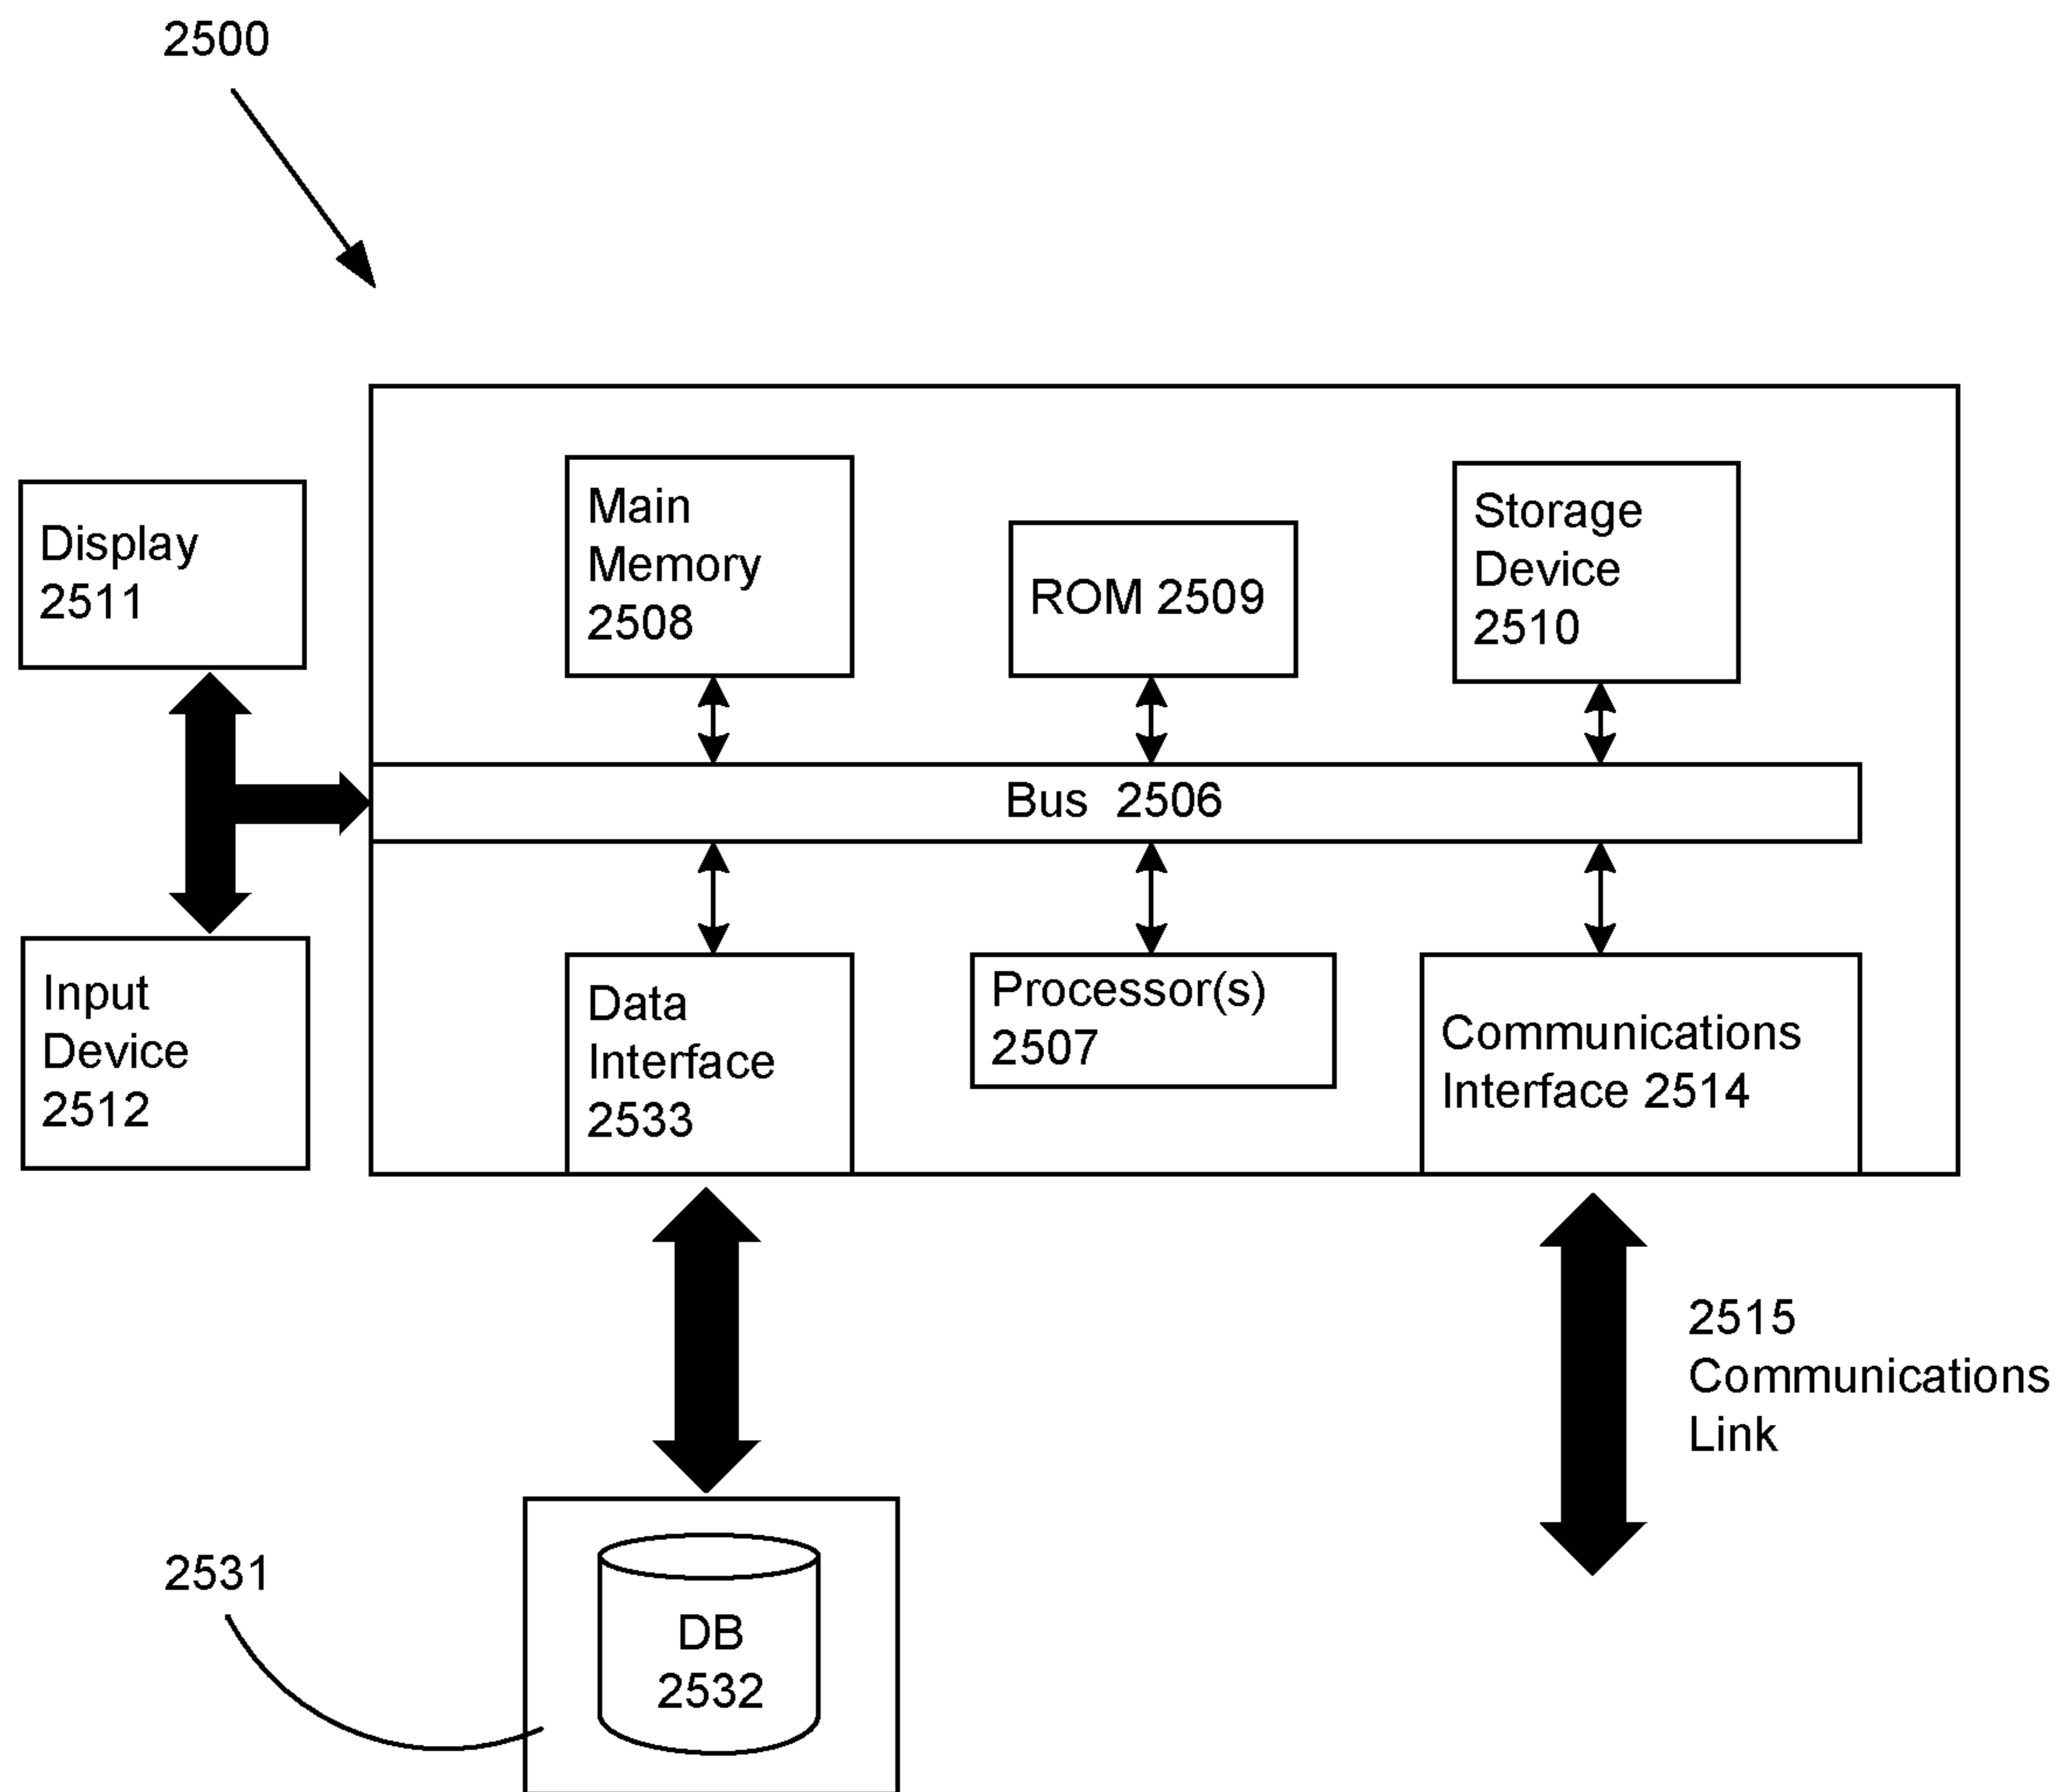 2500
Display
2511
Main
Memory
2508
ROM 2509
Storage
Device
2510
Bus 2506
Input
Device
2512
Data
Interface
2533
Processor(s)
2507
Communications
Interface 2514
2515
Communications
Link
2531
DB
2532